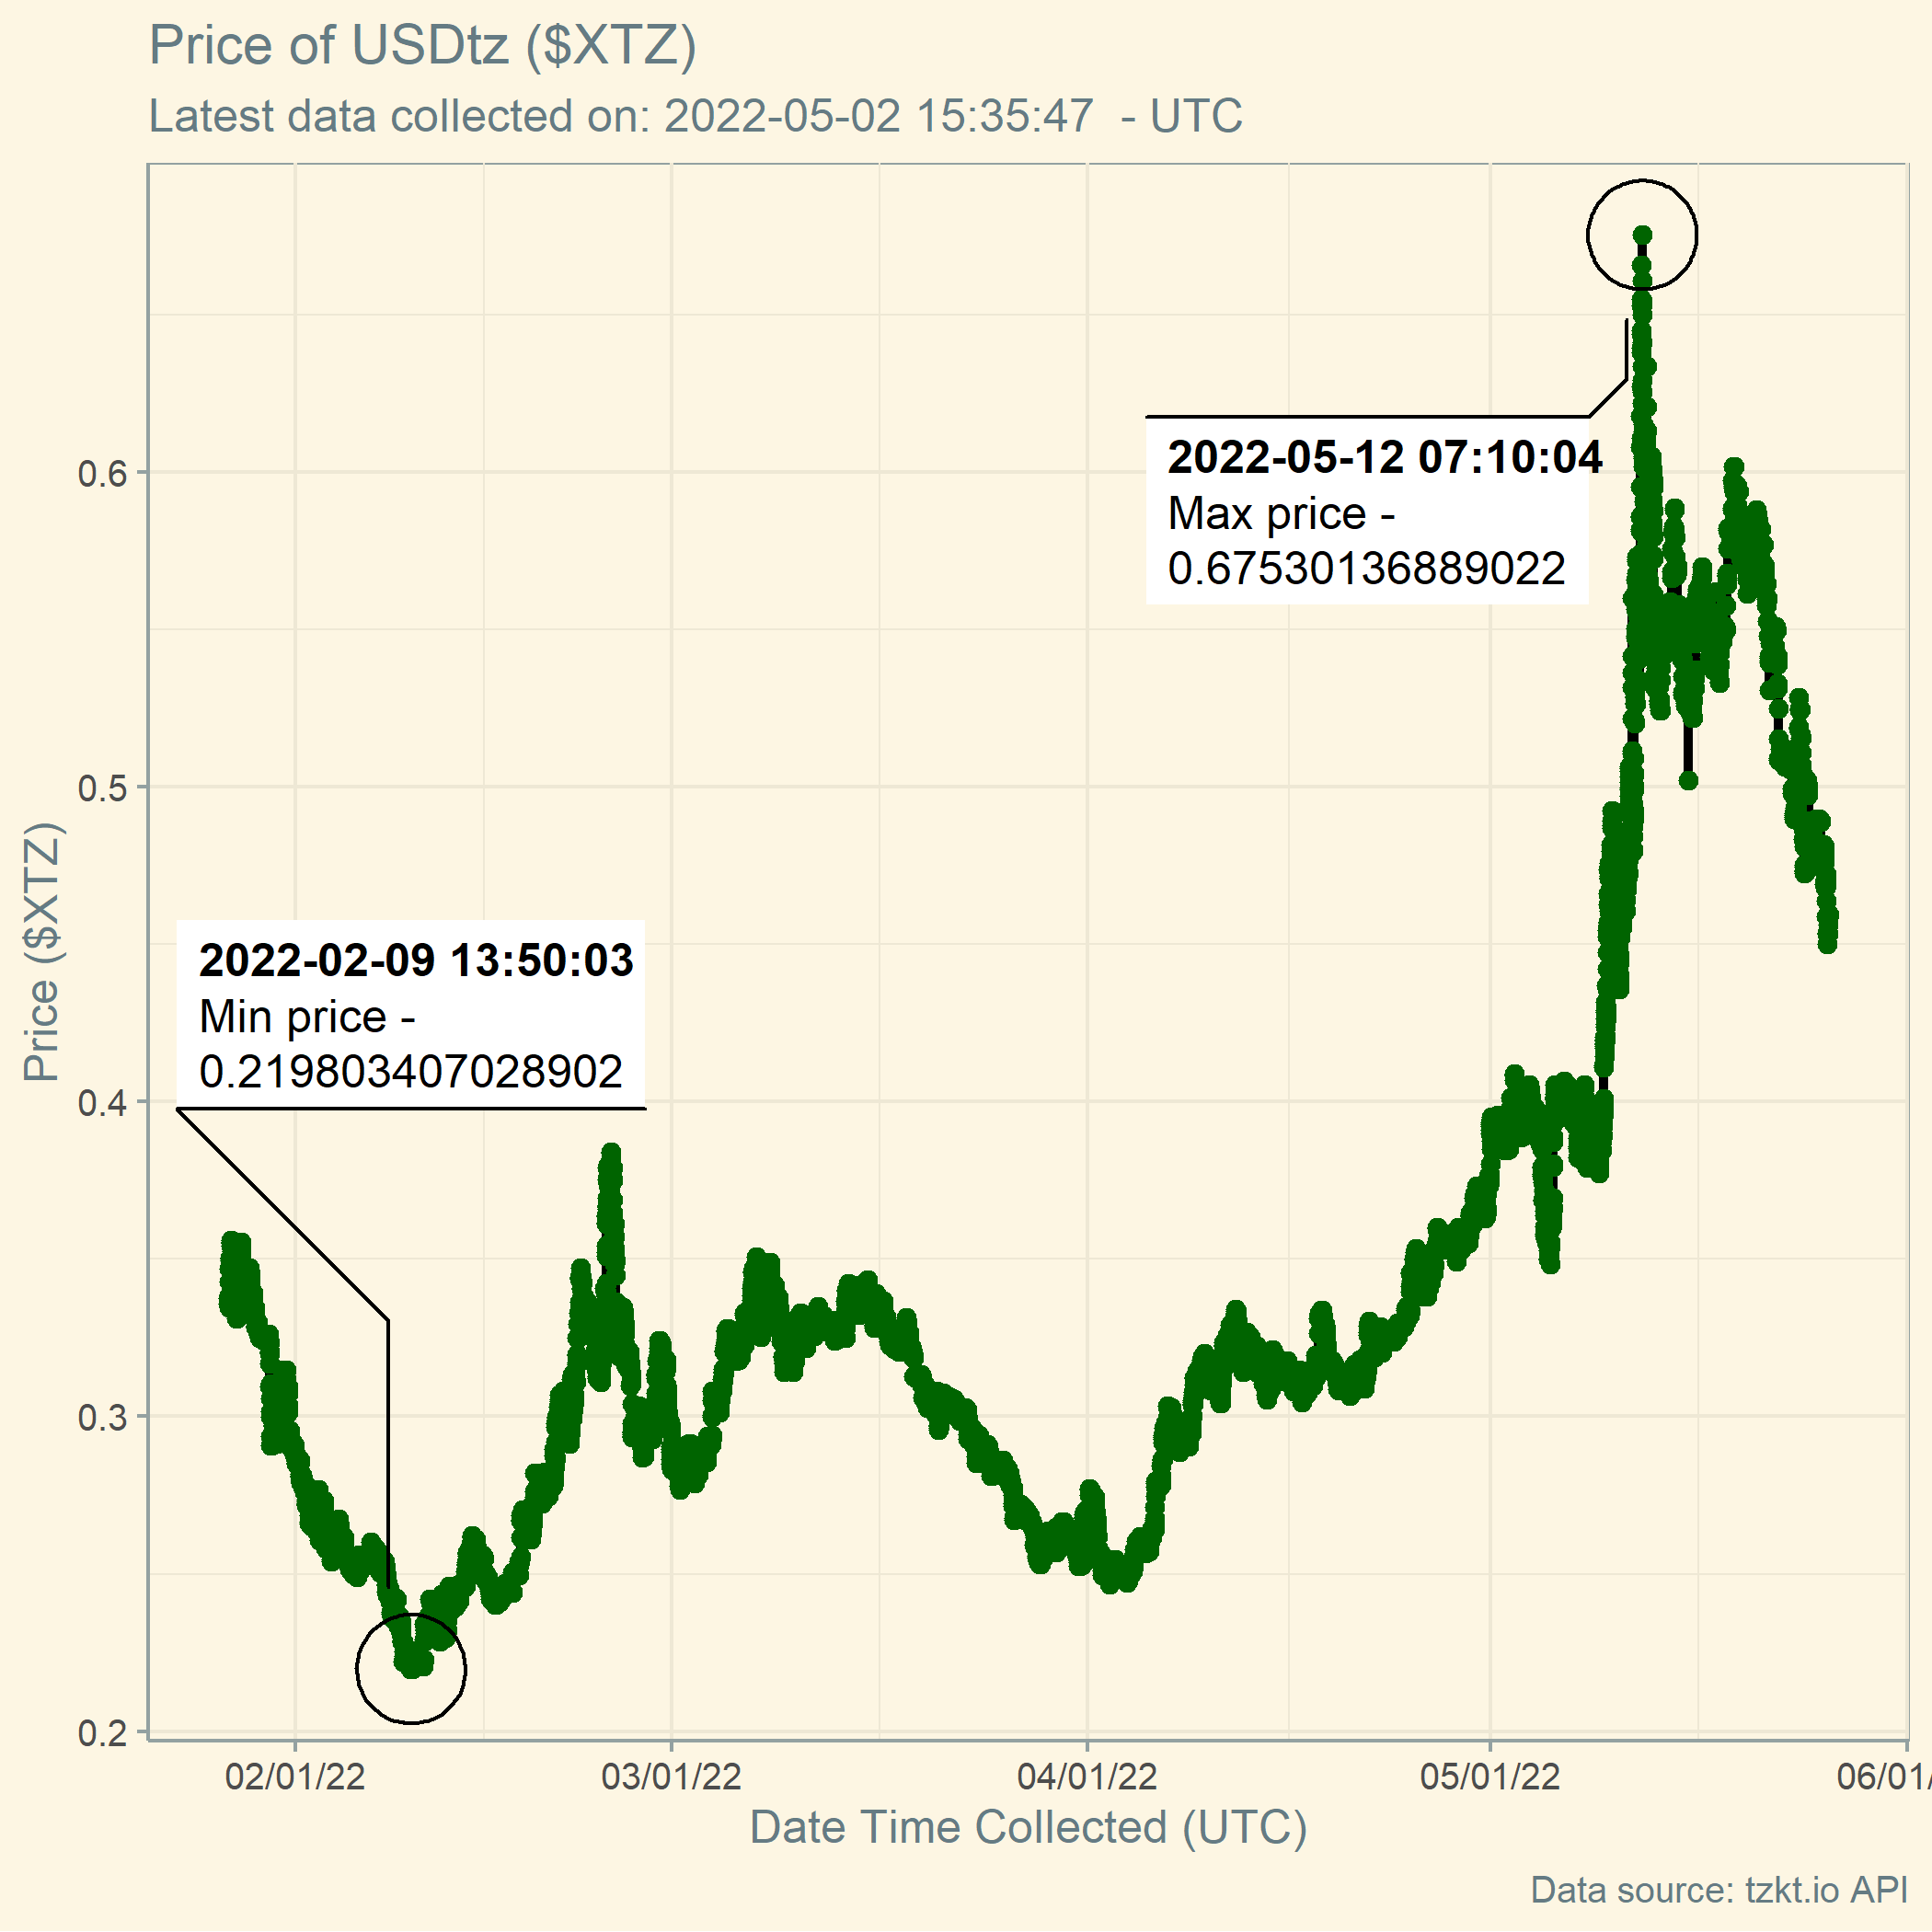 Price of USDtz ($XTZ)
Latest data collected on: 2022-05-02 15:35:47  - UTC
2022-05-12 07:10:04
Max price -
0.67530136889022
2022-02-09 13:50:03
Min price -
0.219803407028902
Price ($XTZ)
0.6
0.5
0.4
0.3
0.2
02/01/22 03/01/22 04/01/22 05/01/22 06/01/
Date Time Collected (UTC)
Data source: tzkt.io API